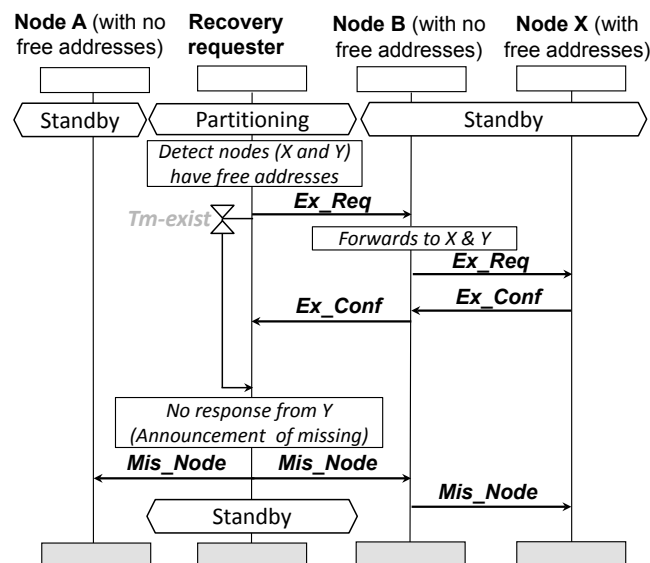 Node A (with no free addresses)
Recovery requester
Node B (with no free addresses)
Node X (with free addresses)
Standby
Partitioning
Standby
Detect nodes (X and Y)
have free addresses
Ex_Req
Tm-exist
Forwards to X & Y
Ex_Req
Ex_Conf
Ex_Conf
No response from Y
(Announcement of missing)
Mis_Node
Mis_Node
Mis_Node
Standby